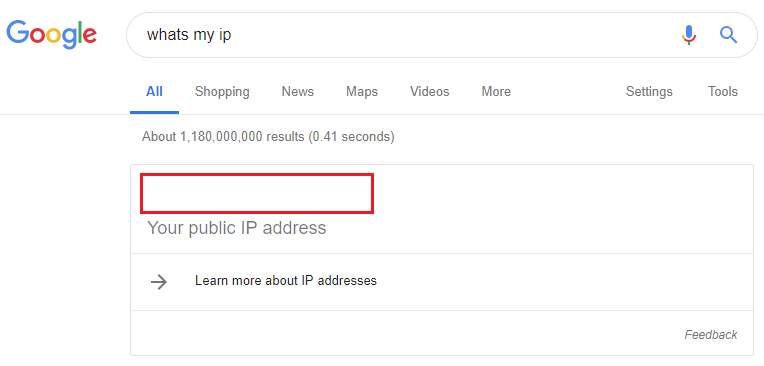 Google
whats my ip
All Shopping News Maps Videos More Settings Tools
About 1,180,000,000 results (0.41 seconds)
Your public IP address
Learn more about IP addresses
Feedback